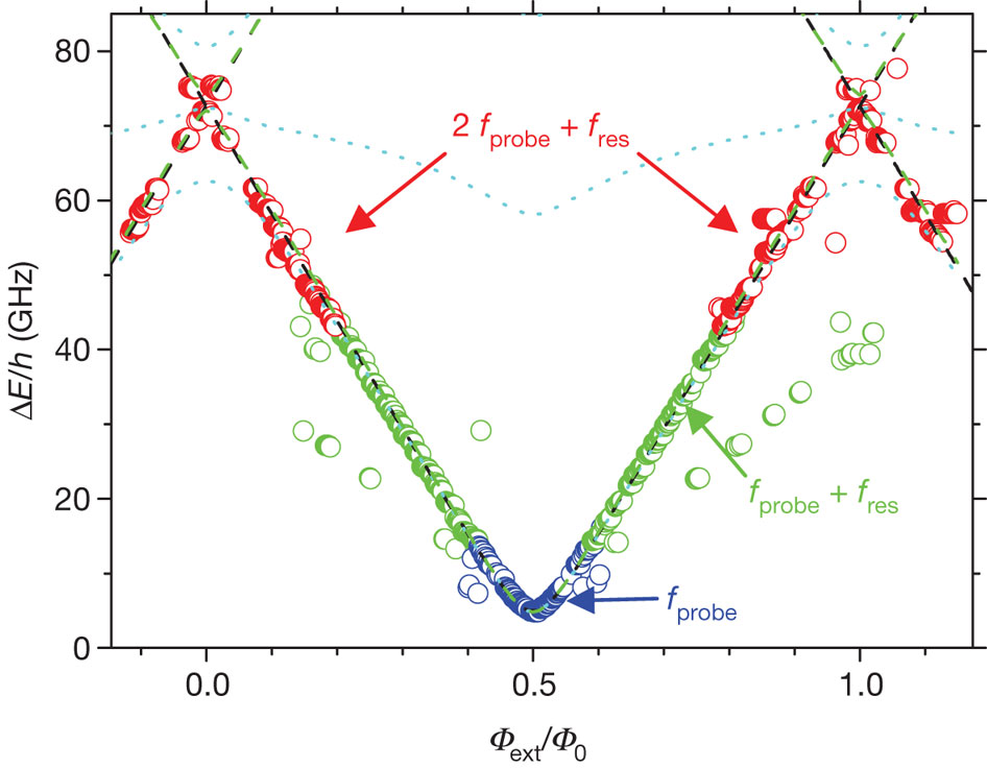 80
60
40
20
0
ΔE/h (GHz)
2 f_probe + f_res
f_probe + f_res
f_probe
0.0 0.5 1.0
Φ_ext/Φ_0